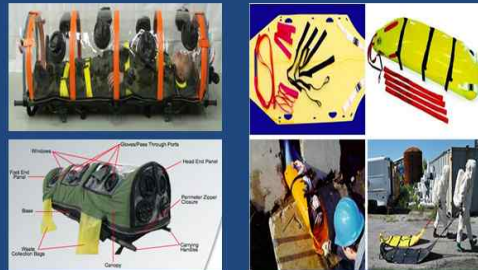 Gloves/Pass Through Ports
Windows
Head End Panel
Foot End
Panel
Perimeter Zipper
Closure
Base
Waste
Collection Bags
Carrying
Handles
Canopy